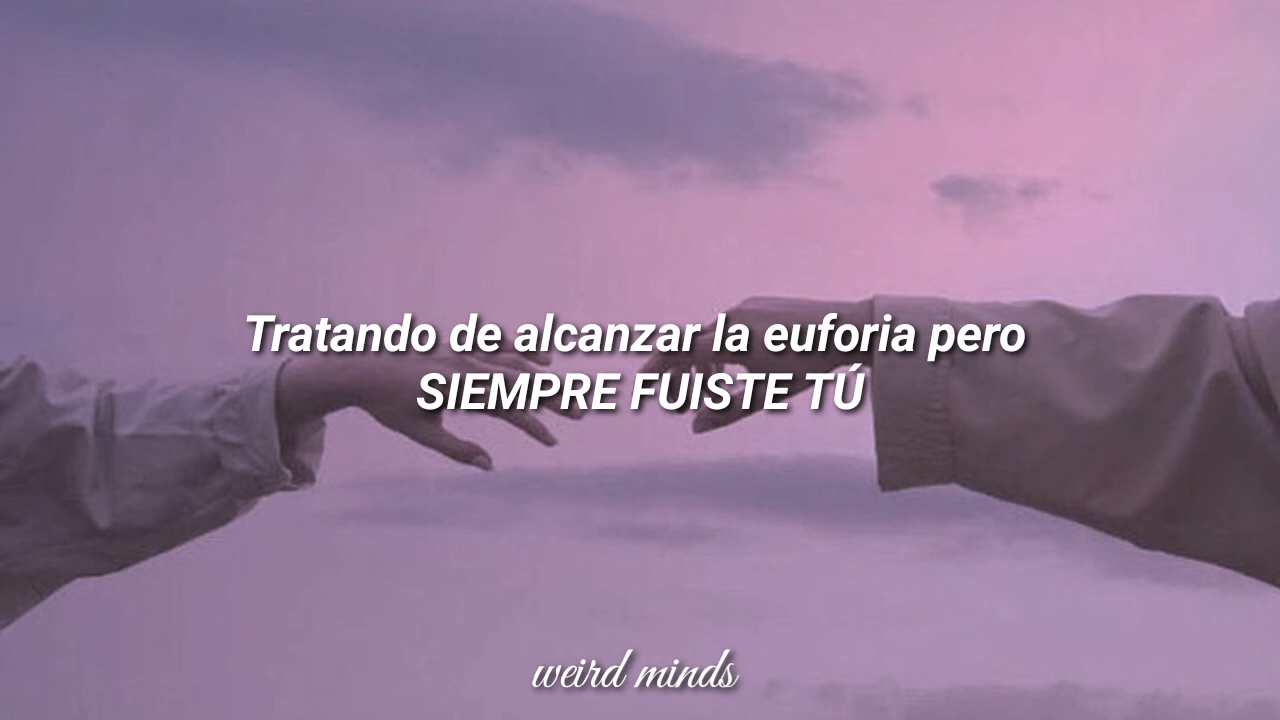 Tratando de alcanzar la euforia pero
SIEMPRE FUISTE TÚ
weird minds